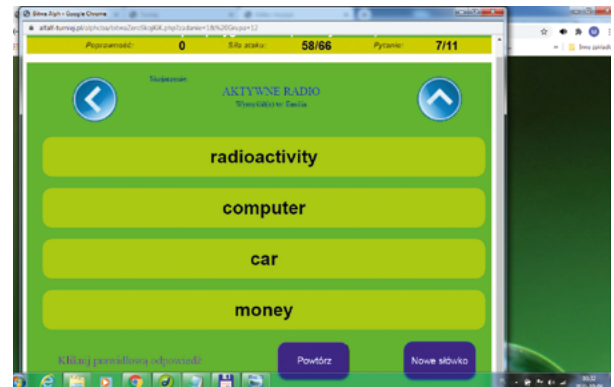 Bitwa Alph - Google Chrome
Poprawność: 0 Siła ataku: 58/66 Pytanie: 7/11
Skojarzenie
AKTYWNE RADIO
radioactivity
computer
car
money
Kliknij prawidłową odpowiedź
Powtórz
Nowe słówko